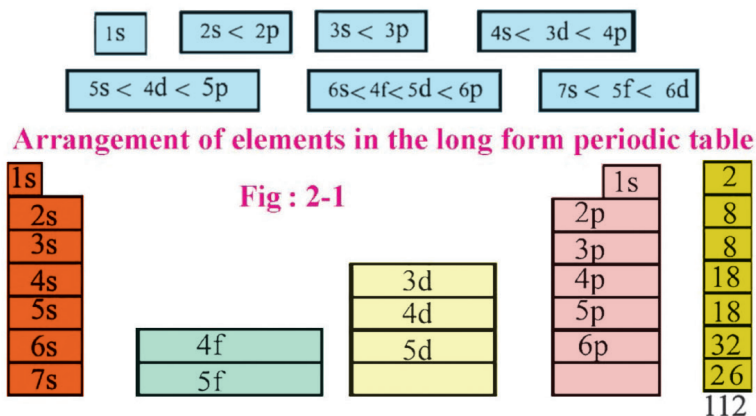 1s 2s < 2p 3s < 3p 4s < 3d < 4p
5s < 4d < 5p 6s< 4f< 5d < 6p 7s < 5f < 6d
Arrangement of elements in the long form periodic table
Fig : 2-1
1s 1s 2
2s 2p 8
3s 3p 8
4s 3d 4p 18
5s 4d 5p 18
6s 4f 5d 6p 32
7s 5f 26
112